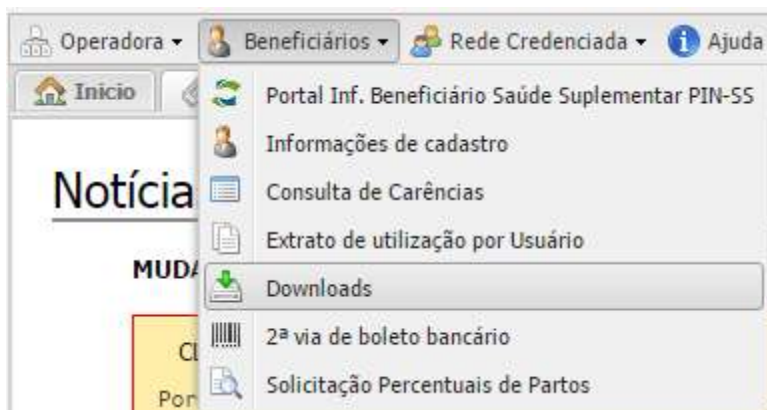 Operadora Beneficiários Rede Credenciada Ajuda
Inicio
Portal Inf. Beneficiário Saúde Suplementar PIN-SS
Informações de cadastro
Notícia
Consulta de Carências
Extrato de utilização por Usuário
MUDA
Downloads
2ª via de boleto bancário
Solicitação Percentuais de Partos
Por